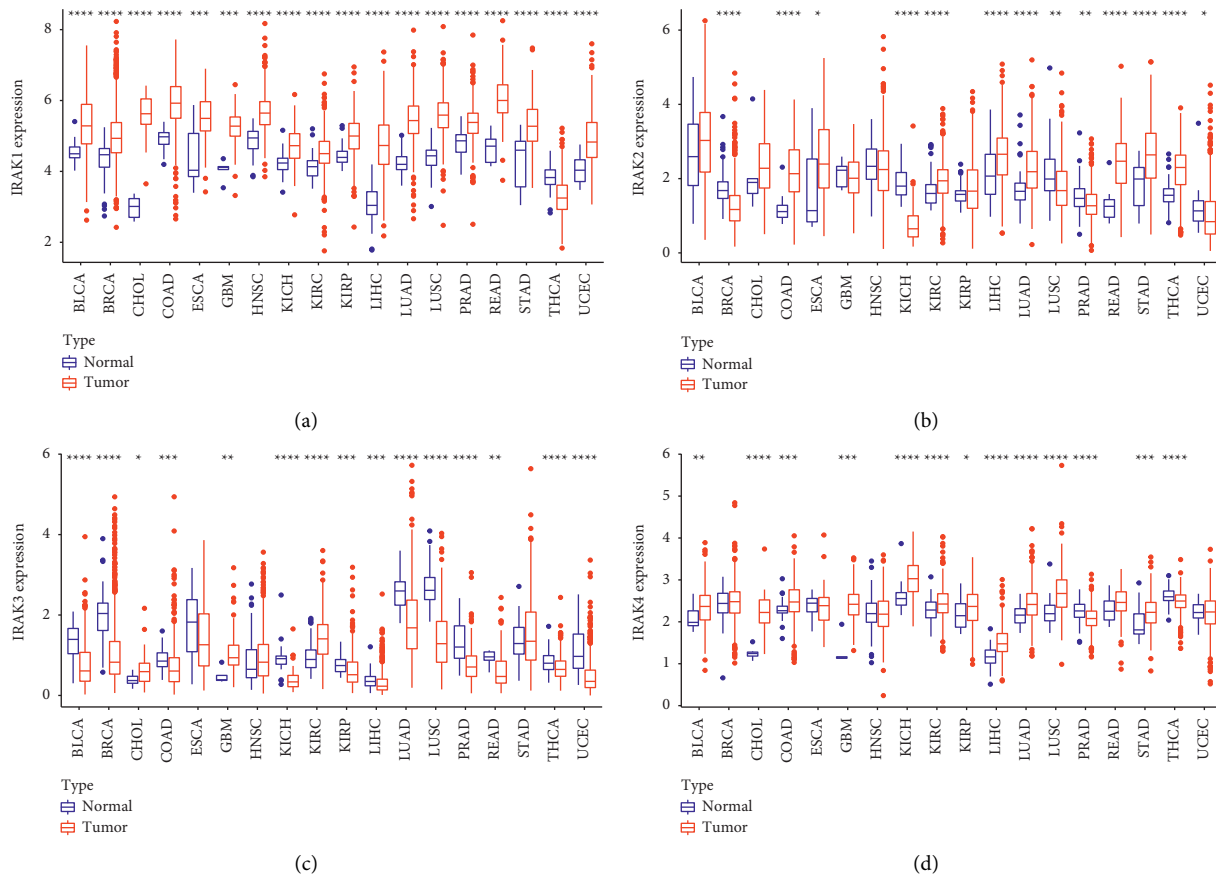 **** **** **** **** *** *** **** **** **** **** **** **** **** **** **** **** **** ****
8
6
4
2
IRAK1 expression
BLCA BRCA CHOL COAD ESCA GBM HNSC KICH KIRC KIRP LIHC LUAD LUSC PRAD READ STAD THCA UCEC
Type
Normal
Tumor
(a)
**** **** * **** **** **** **** ** ** **** **** **** *
6
4
2
0
IRAK2 expression
BLCA BRCA CHOL COAD ESCA GBM HNSC KICH KIRC KIRP LIHC LUAD LUSC PRAD READ STAD THCA UCEC
Type
Normal
Tumor
(b)
6
**** **** * *** ** **** **** *** *** **** **** **** ** **** ****
4
2
0
IRAK3 expression
BLCA BRCA CHOL COAD ESCA GBM HNSC KICH KIRC KIRP LIHC LUAD LUSC PRAD READ STAD THCA UCEC
Type
Normal
Tumor
(c)
6
** **** *** *** **** **** * **** **** **** **** *** ****
5
4
3
2
1
0
IRAK4 expression
BLCA BRCA CHOL COAD ESCA GBM HNSC KICH KIRC KIRP LIHC LUAD LUSC PRAD READ STAD THCA UCEC
Type
Normal
Tumor
(d)